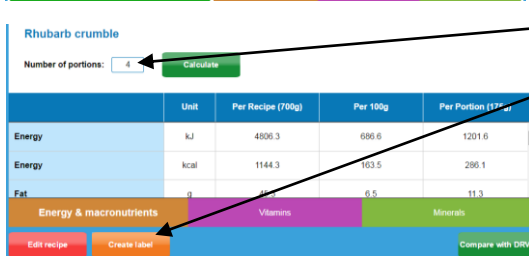 Rhubarb crumble
Number of portions: 4 Calculate
Unit Per Recipe (700g) Per 100g Per Portion (175g)
Energy kJ 4806.3 686.6 1201.6
Energy kcal 1144.3 163.5 286.1
Fat g 6.5 11.3
Energy & macronutrients Vitamins Minerals
Edit recipe Create label Compare with DRV